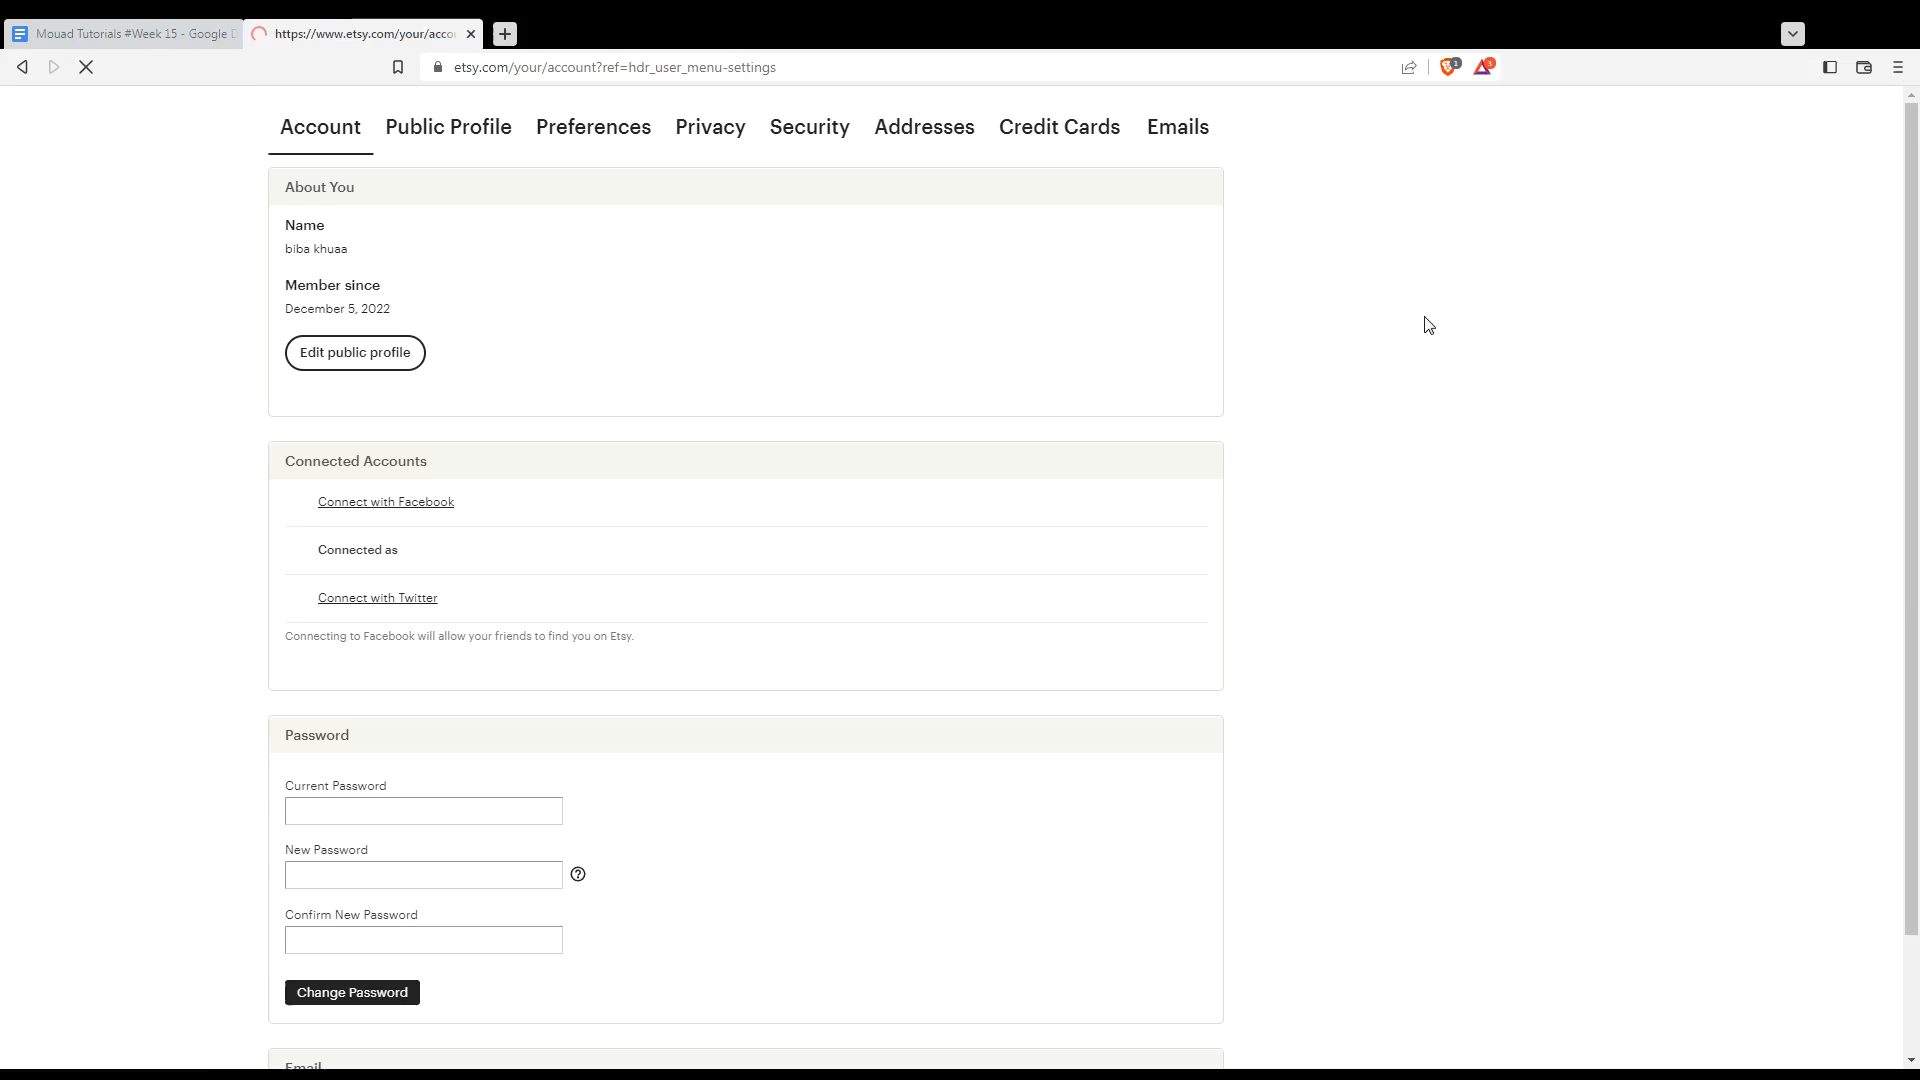 Mouad Tutorials #Week 15 - Google D
https://www.etsy.com/your/acco
etsy.com/your/account?ref=hdr_user_menu-settings
1
3
Account Public Profile Preferences Privacy Security Addresses Credit Cards Emails
About You
Name
biba khuaa
Member since
December 5, 2022
Edit public profile
Connected Accounts
Connect with Facebook
Connected as
Connect with Twitter
Connecting to Facebook will allow your friends to find you on Etsy.
Password
Current Password
New Password
Confirm New Password
Change Password
Email